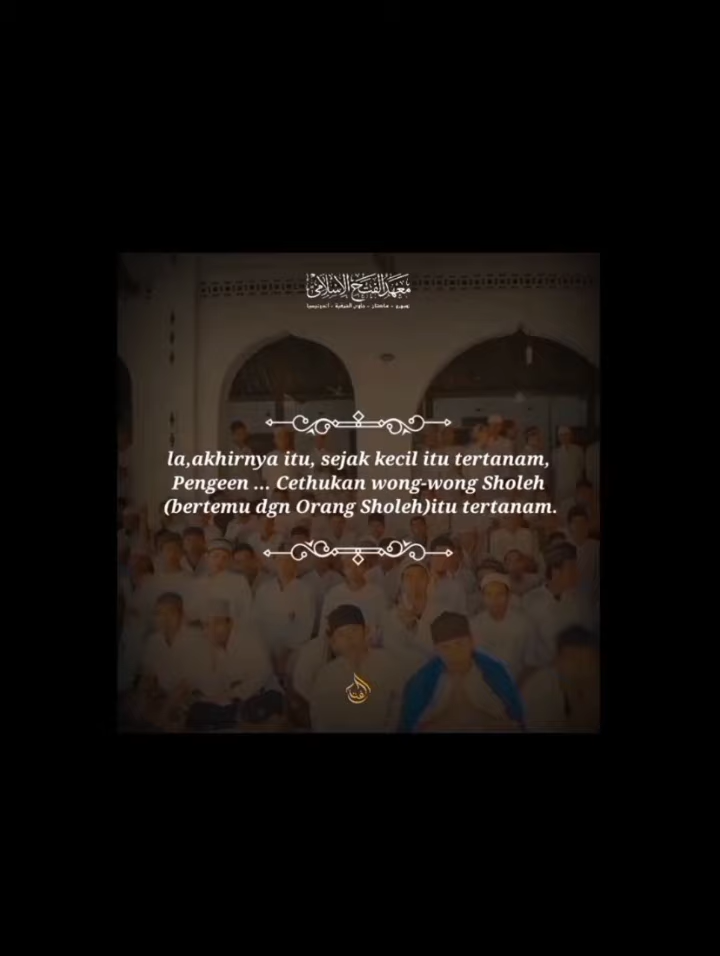 معهد الفتح الإسلامي
la,akhirnya itu, sejak kecil itu tertanam,
Pengeen ... Cethukan wong-wong Sholeh
(bertemu dgn Orang Sholeh)itu tertanam.